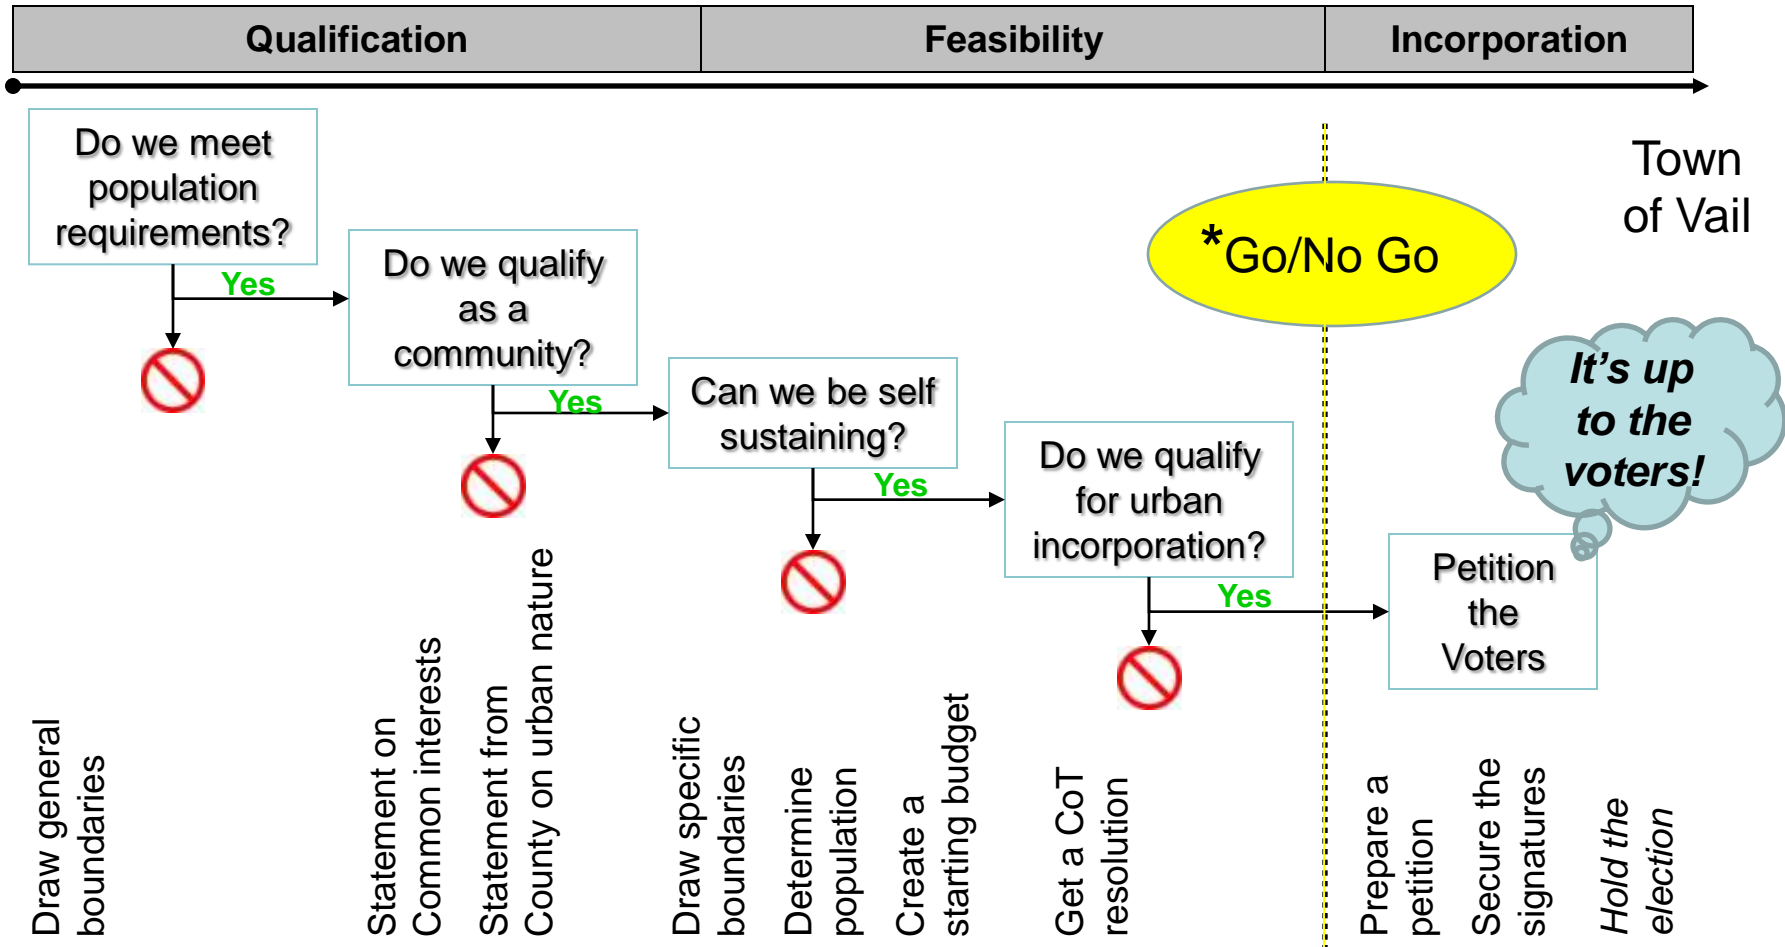 Qualification
Feasibility
Incorporation
Do we meet
population
requirements?
Yes
Do we qualify
as a
community?
Yes
Can we be self
sustaining?
Yes
Do we qualify
for urban
incorporation?
Yes
*Go/No Go
Town
of Vail
It's up
to the
voters!
Petition
the
Voters
Draw general
boundaries
Statement on
Common interests
Statement from
County on urban nature
Draw specific
boundaries
Determine
population
Create a
starting budget
Get a CoT
resolution
Prepare a
petition
Secure the
signatures
Hold the
election